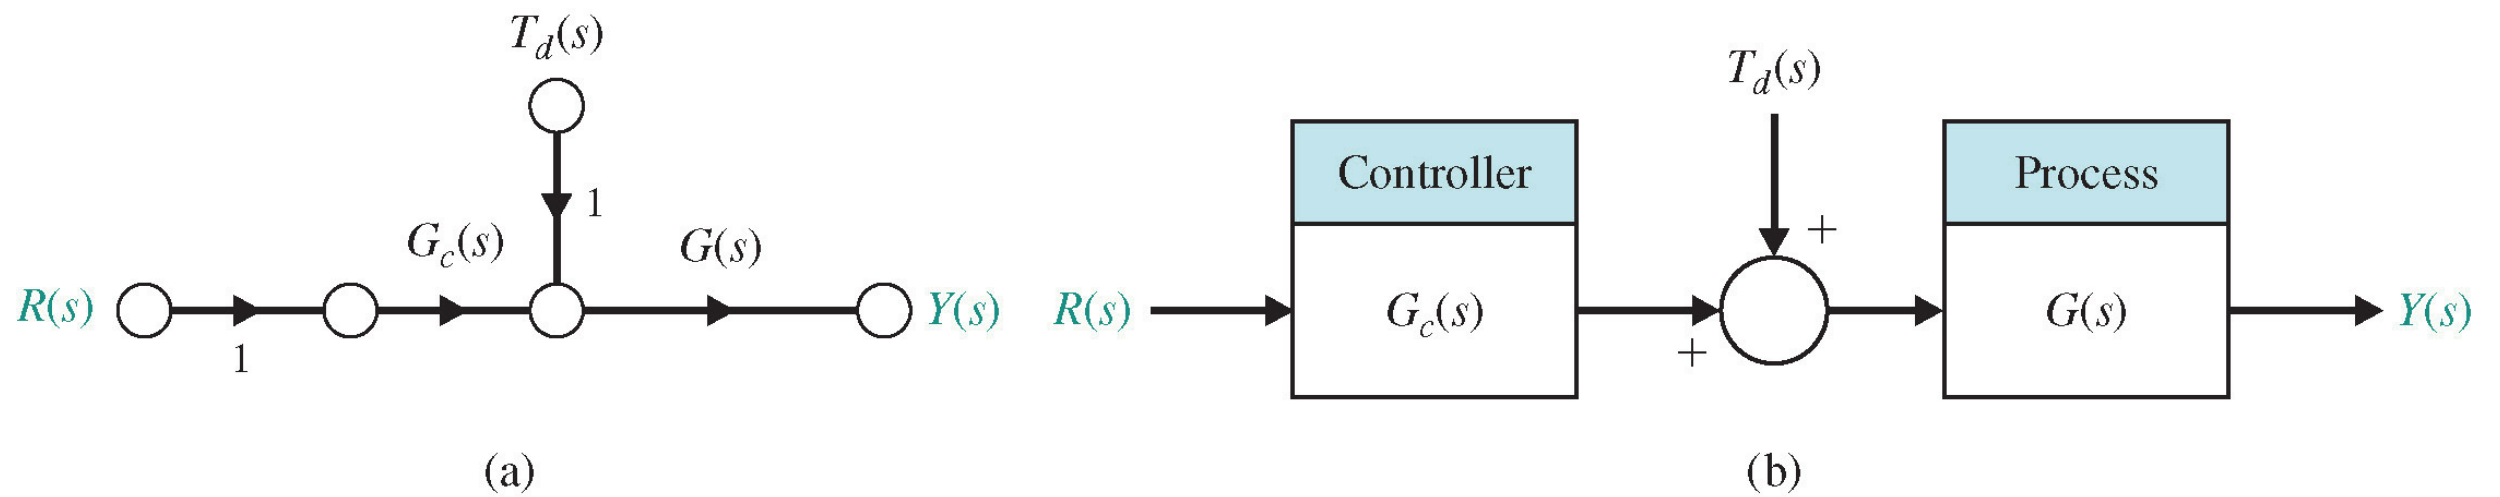 T_d(s)
1
G_c(s)
G(s)
R(s)
1
Y(s)
(a)
T_d(s)
Controller
Process
+
R(s)
G_c(s)
+
G(s)
Y(s)
(b)